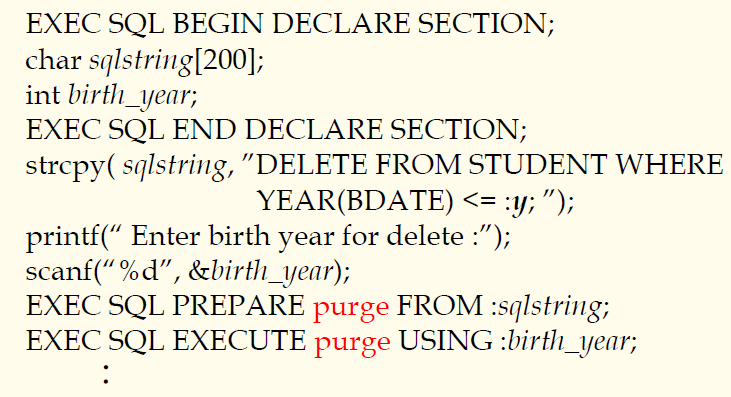 EXEC SQL BEGIN DECLARE SECTION;
char sqlstring[200];
int birth_year;
EXEC SQL END DECLARE SECTION;
strcpy( sqlstring, ”DELETE FROM STUDENT WHERE
YEAR(BDATE) <= :y; ”);
printf(“ Enter birth year for delete :”);
scanf(“%d”, &birth_year);
EXEC SQL PREPARE purge FROM :sqlstring;
EXEC SQL EXECUTE purge USING :birth_year;
: